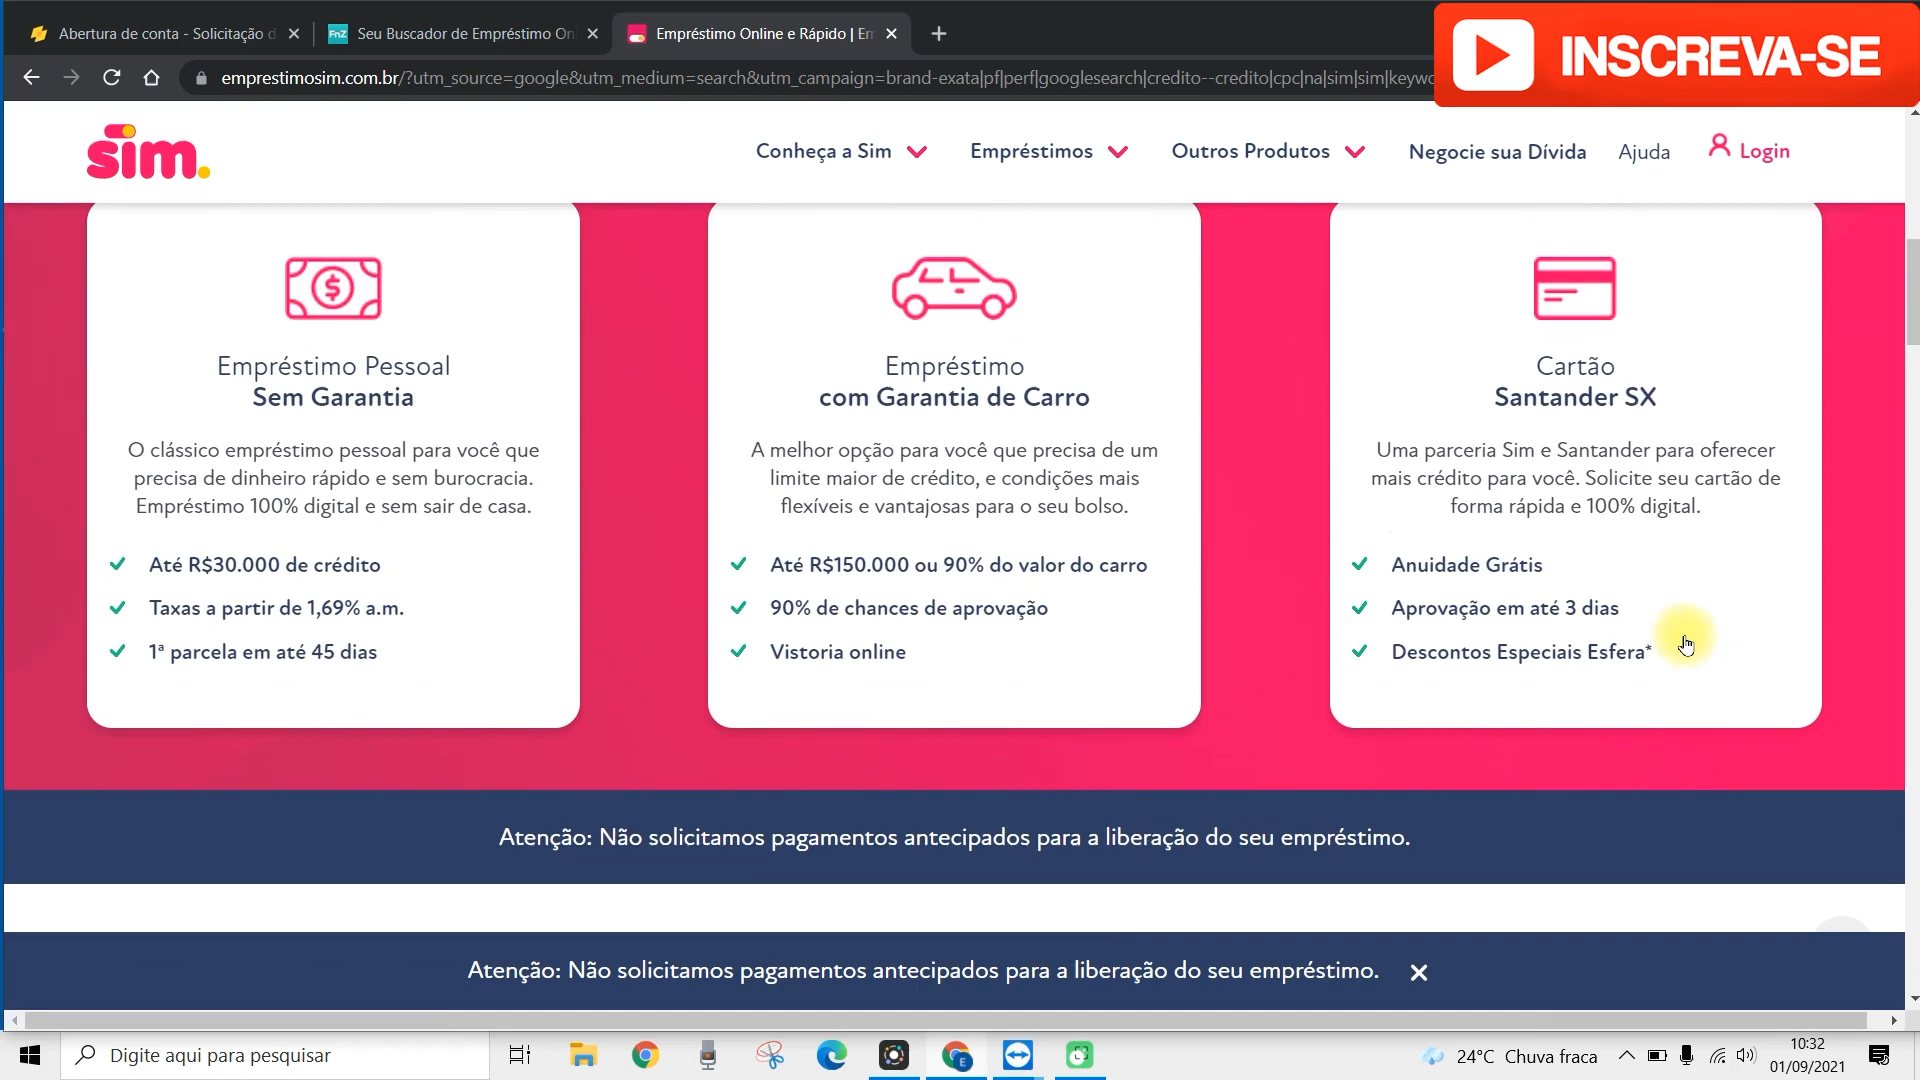 Abertura de conta - Solicitação d
Seu Buscador de Empréstimo On
Empréstimo Online e Rápido | Em
emprestimosim.com.br/?utm_source=google&utm_medium=search&utm_campaign=brand-exata|pf|perf|googlesearch|credito--credito|cpc|na|sim|sim|keywo
INSCREVA-SE
sim.
Conheça a Sim
Empréstimos
Outros Produtos
Negocie sua Dívida
Ajuda
Login
Empréstimo Pessoal
Sem Garantia
O clássico empréstimo pessoal para você que
precisa de dinheiro rápido e sem burocracia.
Empréstimo 100% digital e sem sair de casa.
Até R$30.000 de crédito
Taxas a partir de 1,69% a.m.
1ª parcela em até 45 dias
Empréstimo
com Garantia de Carro
A melhor opção para você que precisa de um
limite maior de crédito, e condições mais
flexíveis e vantajosas para o seu bolso.
Até R$150.000 ou 90% do valor do carro
90% de chances de aprovação
Vistoria online
Cartão
Santander SX
Uma parceria Sim e Santander para oferecer
mais crédito para você. Solicite seu cartão de
forma rápida e 100% digital.
Anuidade Grátis
Aprovação em até 3 dias
Descontos Especiais Esfera*
Atenção: Não solicitamos pagamentos antecipados para a liberação do seu empréstimo.
Atenção: Não solicitamos pagamentos antecipados para a liberação do seu empréstimo.
Digite aqui para pesquisar
24°C Chuva fraca
10:32
01/09/2021